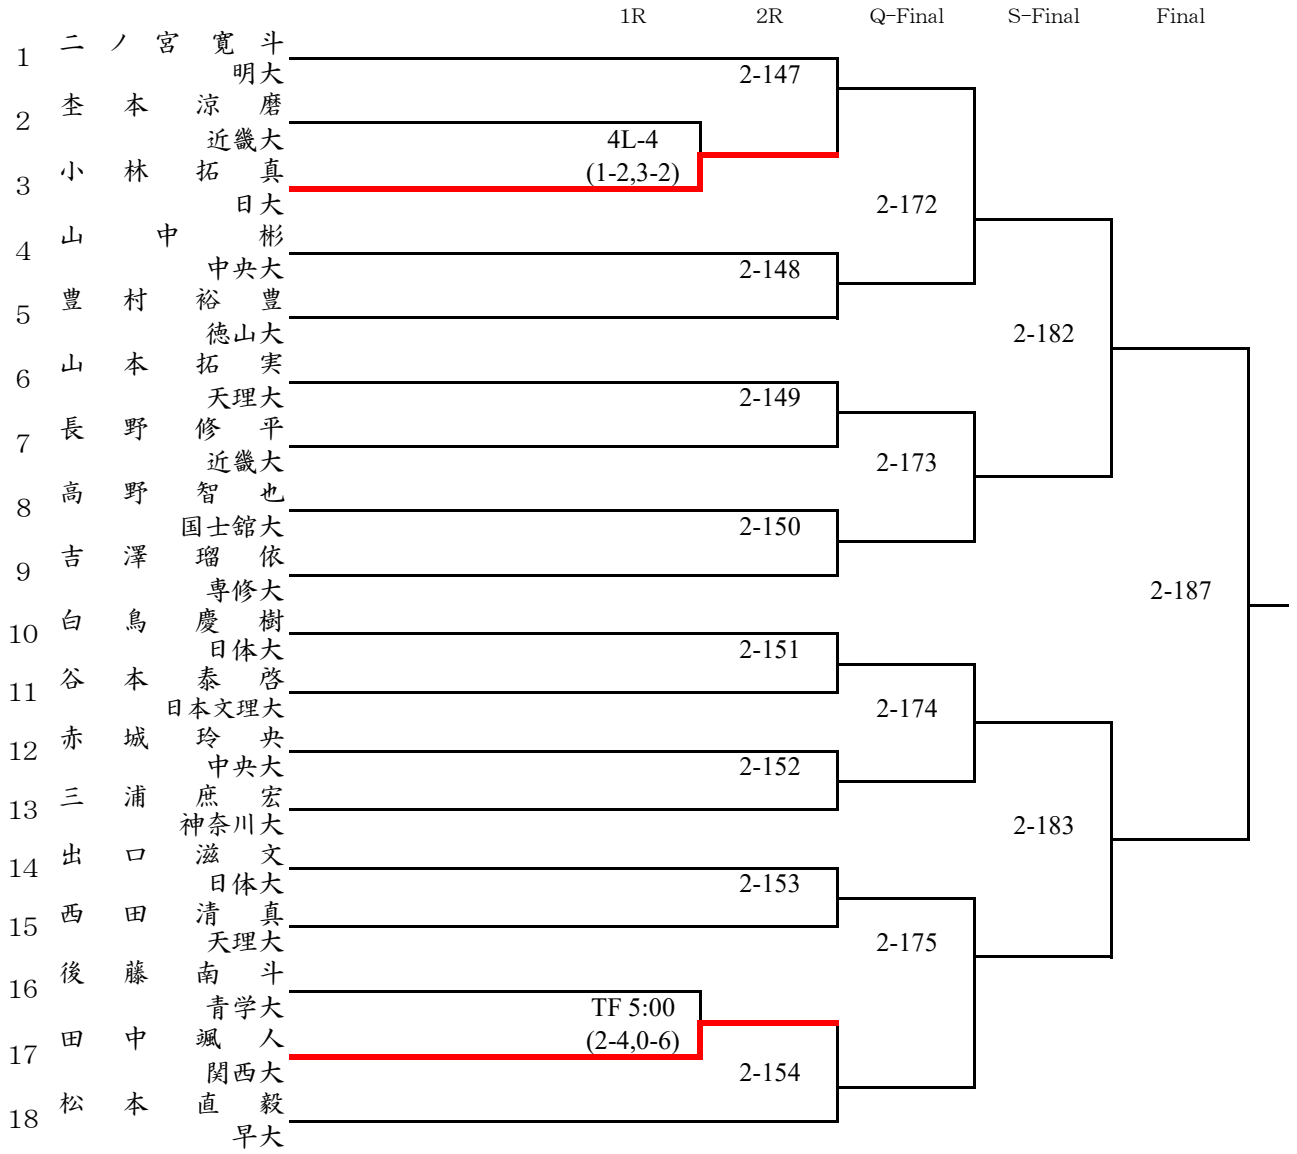 1R 2R Q-Final S-Final Final
1 二ノ宮 寛斗
明大
2-147
2 杢本 涼磨
近畿大
4L-4
(1-2,3-2)
3 小林 拓真
日大
2-172
4 山中 彬
中央大
2-148
5 豊村 裕豊
徳山大
2-182
6 山本 拓実
天理大
2-149
7 長野 修平
近畿大
2-173
8 高野 智也
国士舘大
2-150
9 吉澤 瑠依
専修大
2-187
10 白鳥 慶樹
日体大
2-151
11 谷本 泰啓
日本文理大
2-174
12 赤城 玲央
中央大
2-152
13 三浦 庶宏
神奈川大
2-183
14 出口 滋文
日体大
2-153
15 西田 清真
天理大
2-175
16 後藤 南斗
青学大
TF 5:00
(2-4,0-6)
17 田中 颯人
関西大
2-154
18 松本 直毅
早大